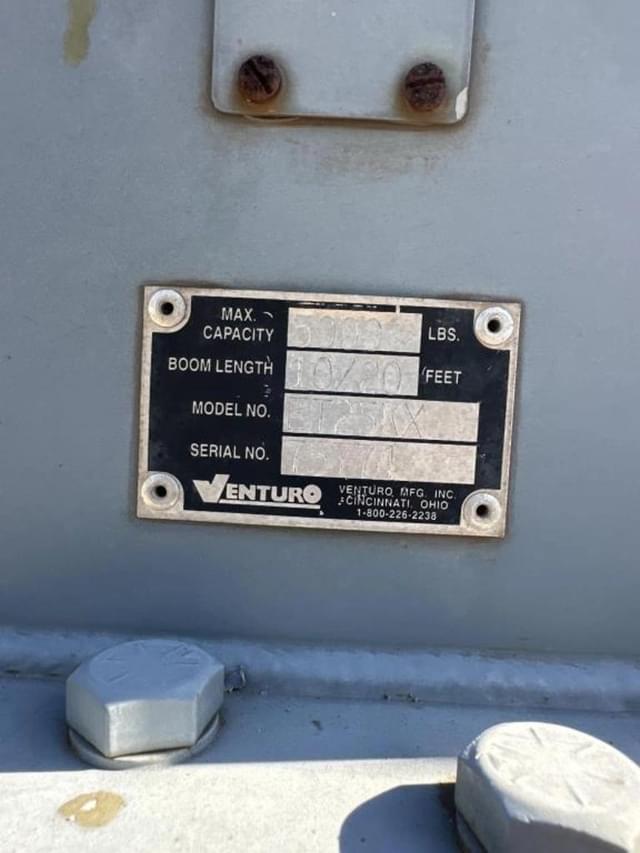 MAX. CAPACITY LBS.
BOOM LENGTH 10/20 FEET
MODEL NO.
SERIAL NO.
VENTURO
VENTURO MFG. INC.
CINCINNATI, OHIO
1-800-226-2238